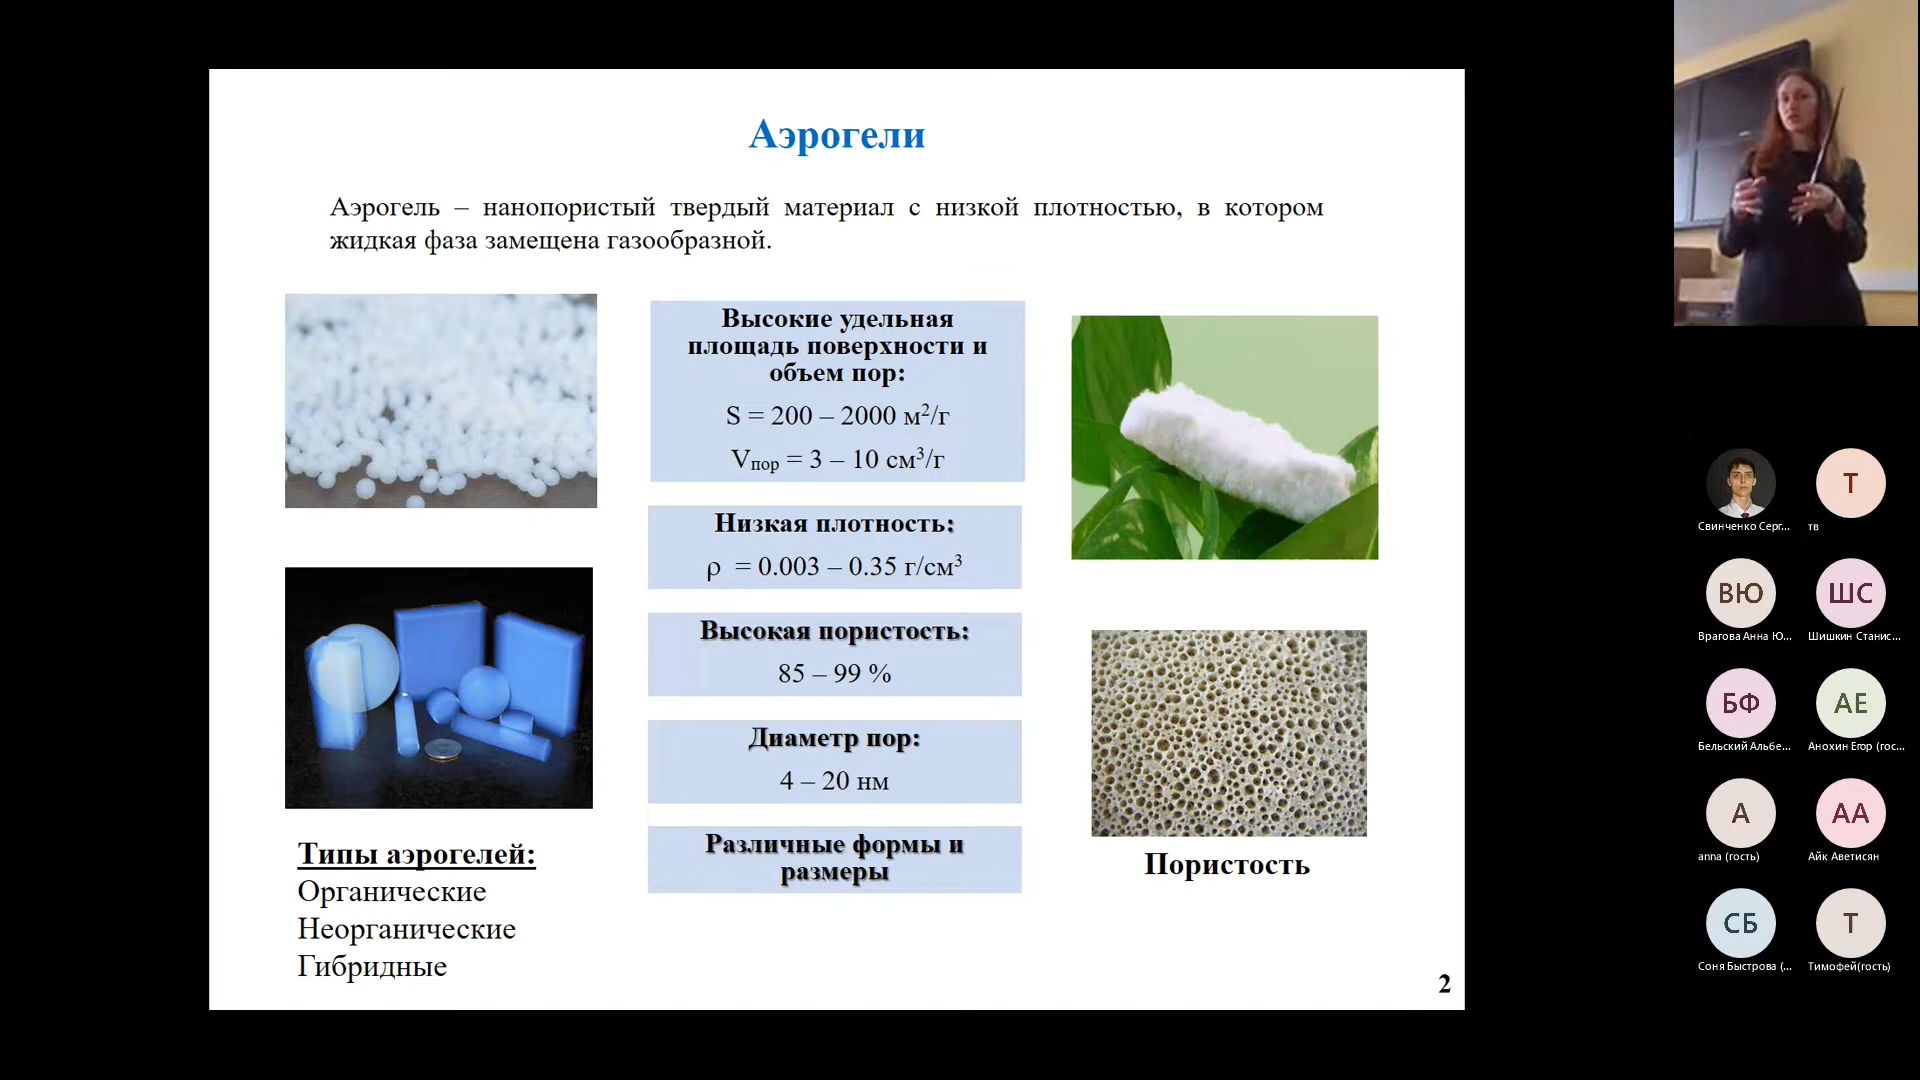 Аэрогели
Аэрогель – нанопористый твердый материал с низкой плотностью, в котором
жидкая фаза замещена газообразной.
Высокие удельная
площадь поверхности и
объем пор:
S = 200 – 2000 м²/г
Vпор = 3 – 10 см³/г
Низкая плотность:
ρ = 0.003 – 0.35 г/см³
Высокая пористость:
85 – 99 %
Диаметр пор:
4 – 20 нм
Различные формы и
размеры
Типы аэрогелей:
Органические
Неорганические
Гибридные
Пористость
2
Свинченко Серг...
Т
тв
ВЮ
Врагова Анна Ю...
ШС
Шишкин Станис...
БФ
Бельский Альбе...
АЕ
Анохин Егор (гос...
А
anna (гость)
АА
Айк Аветисян
СБ
Соня Быстрова (...
Т
Тимофей(гость)